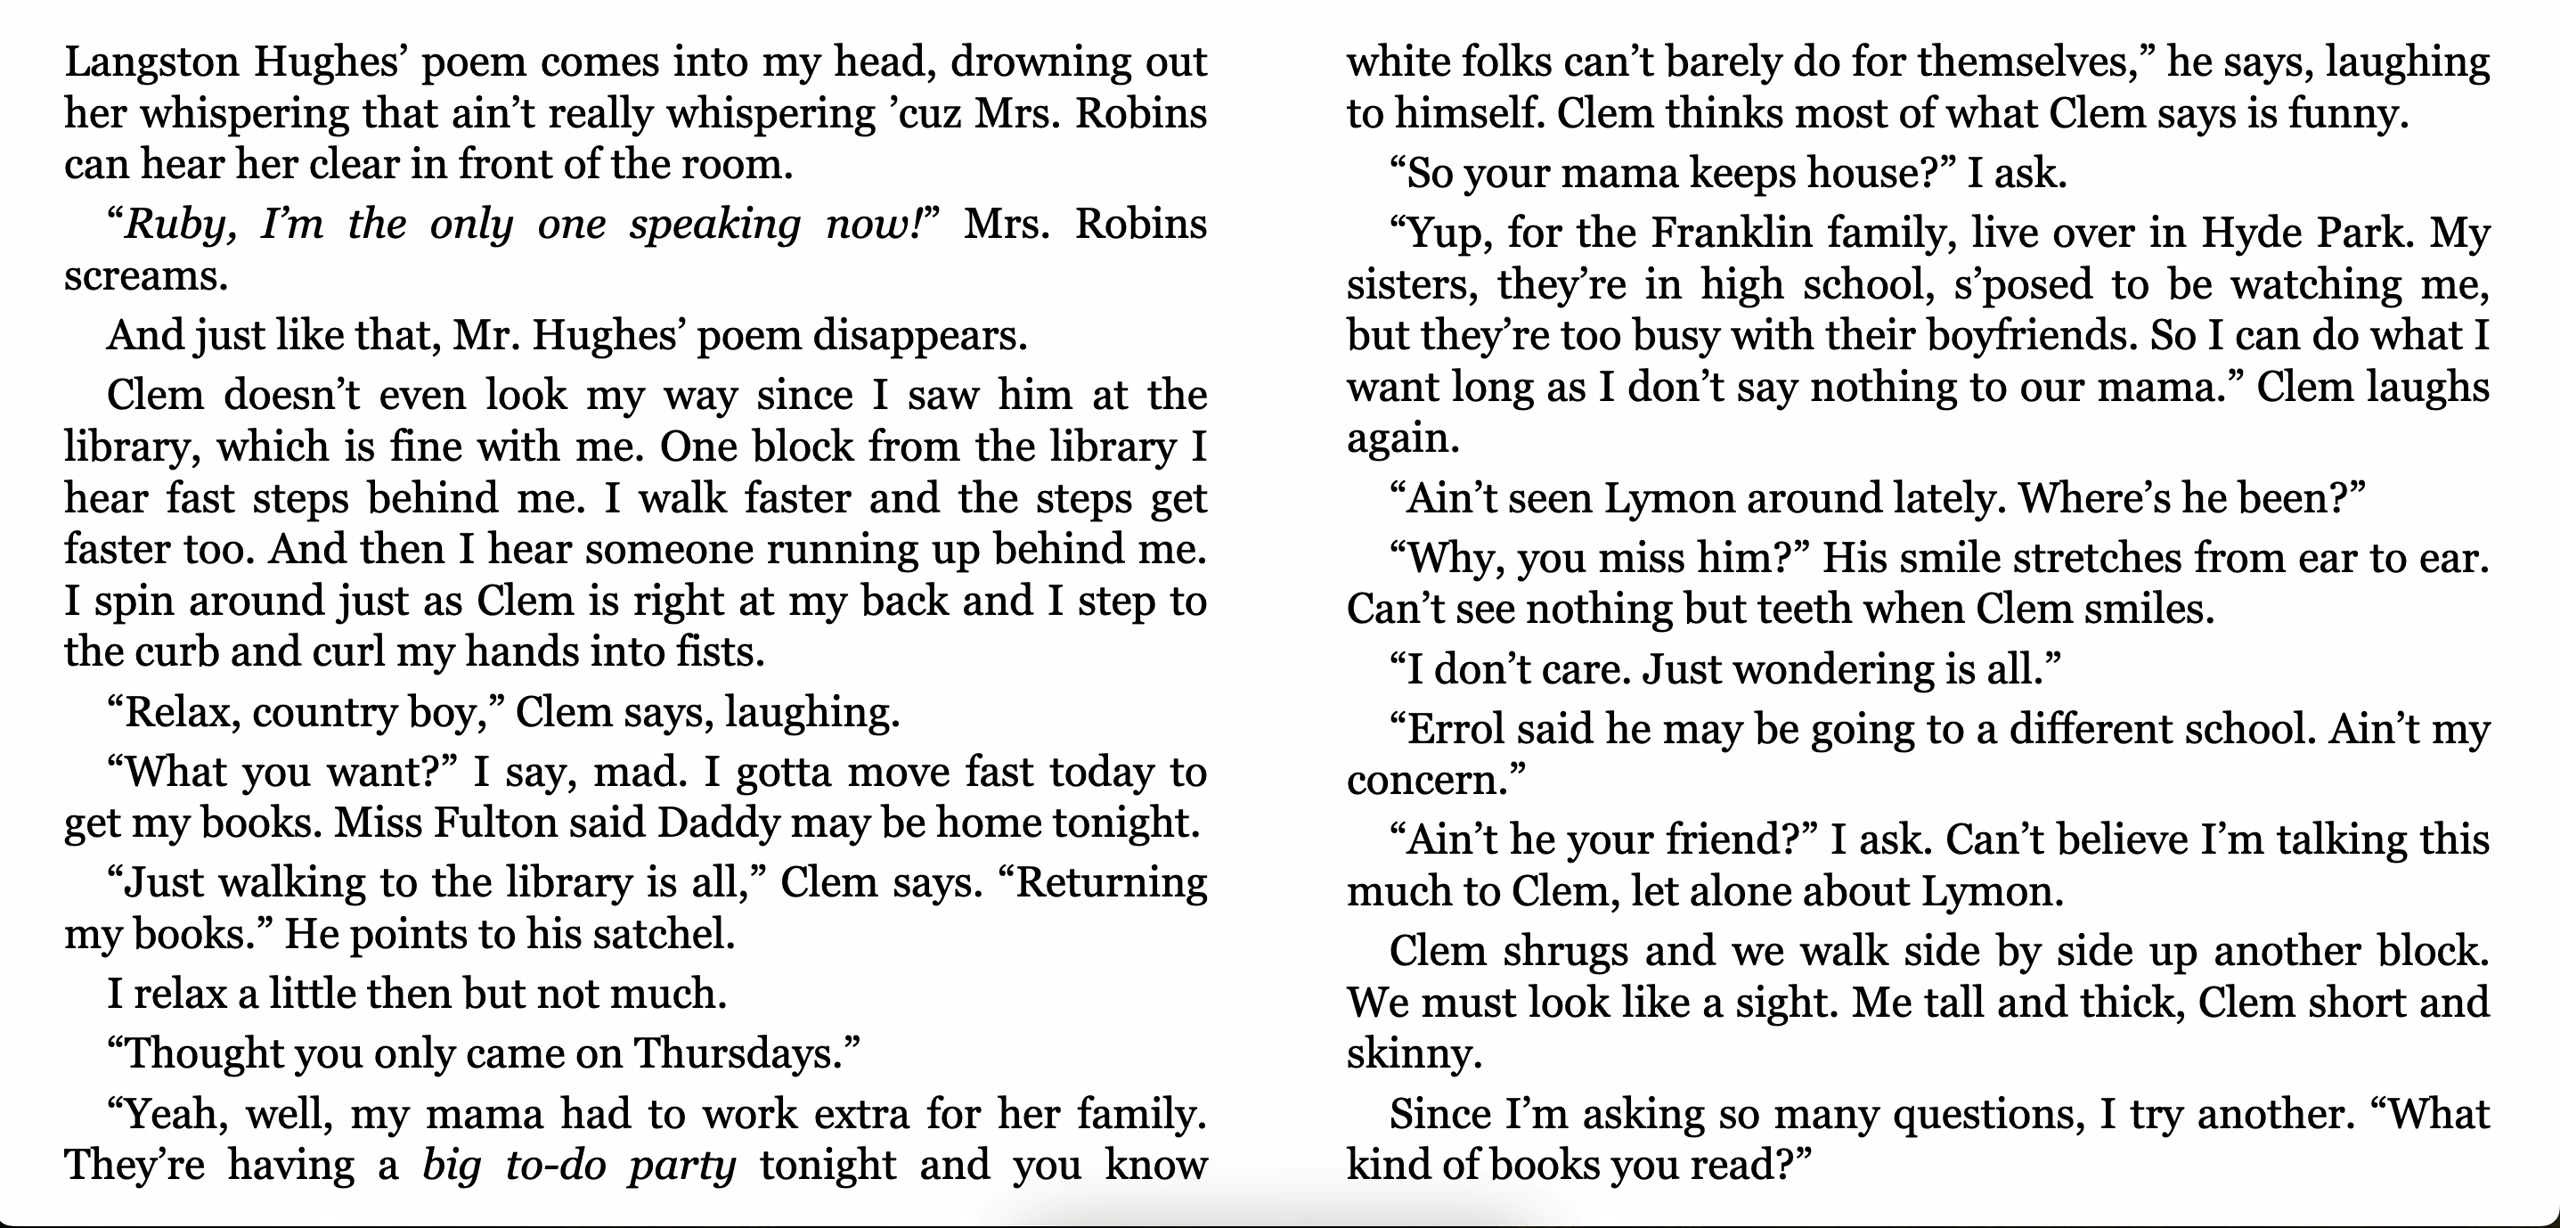 Langston Hughes’ poem comes into my head, drowning out
her whispering that ain’t really whispering ’cuz Mrs. Robins
can hear her clear in front of the room.
“Ruby, I’m the only one speaking now!” Mrs. Robins
screams.
And just like that, Mr. Hughes’ poem disappears.
Clem doesn’t even look my way since I saw him at the
library, which is fine with me. One block from the library I
hear fast steps behind me. I walk faster and the steps get
faster too. And then I hear someone running up behind me.
I spin around just as Clem is right at my back and I step to
the curb and curl my hands into fists.
“Relax, country boy,” Clem says, laughing.
“What you want?” I say, mad. I gotta move fast today to
get my books. Miss Fulton said Daddy may be home tonight.
“Just walking to the library is all,” Clem says. “Returning
my books.” He points to his satchel.
I relax a little then but not much.
“Thought you only came on Thursdays.”
“Yeah, well, my mama had to work extra for her family.
They’re having a big to-do party tonight and you know
white folks can’t barely do for themselves,” he says, laughing
to himself. Clem thinks most of what Clem says is funny.
“So your mama keeps house?” I ask.
“Yup, for the Franklin family, live over in Hyde Park. My
sisters, they’re in high school, s’posed to be watching me,
but they’re too busy with their boyfriends. So I can do what I
want long as I don’t say nothing to our mama.” Clem laughs
again.
“Ain’t seen Lymon around lately. Where’s he been?”
“Why, you miss him?” His smile stretches from ear to ear.
Can’t see nothing but teeth when Clem smiles.
“I don’t care. Just wondering is all.”
“Errol said he may be going to a different school. Ain’t my
concern.”
“Ain’t he your friend?” I ask. Can’t believe I’m talking this
much to Clem, let alone about Lymon.
Clem shrugs and we walk side by side up another block.
We must look like a sight. Me tall and thick, Clem short and
skinny.
Since I’m asking so many questions, I try another. “What
kind of books you read?”